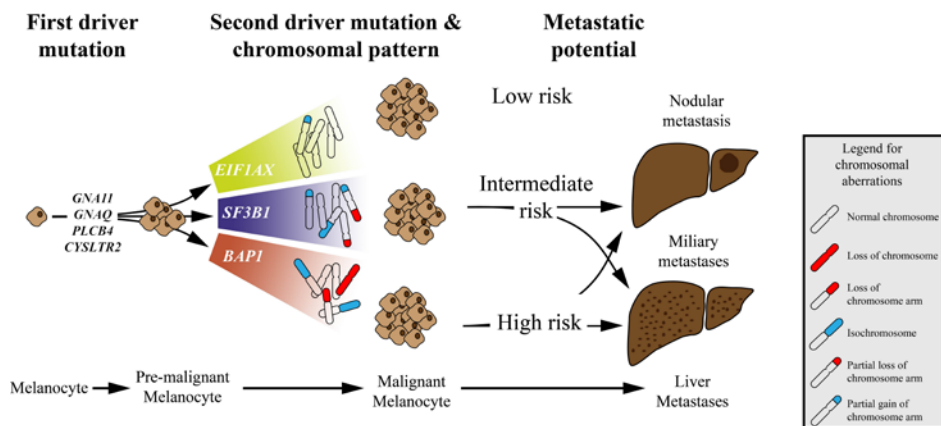 First driver
mutation
Second driver mutation &
chromosomal pattern
Metastatic
potential
GNA11
GNAQ
PLCB4
CYSLTR2
EIF1AX
SF3B1
BAP1
Low risk
Intermediate
risk
High risk
Nodular
metastasis
Miliary
metastases
Melanocyte
Pre-malignant
Melanocyte
Malignant
Melanocyte
Liver
Metastases
Legend for
chromosomal
aberrations
Normal chromosome
Loss of chromosome
Loss of
chromosome arm
Isochromosome
Partial loss of
chromosome arm
Partial gain of
chromosome arm